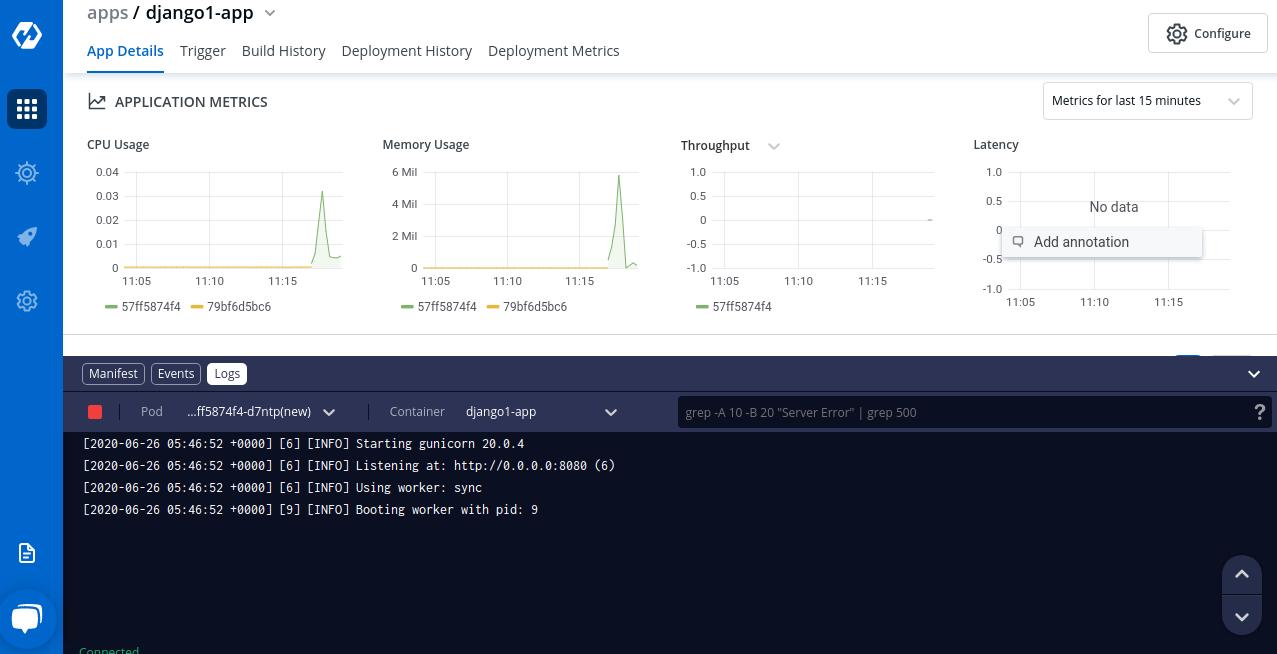 apps / django1-app
Configure
App Details Trigger Build History Deployment History Deployment Metrics
APPLICATION METRICS
Metrics for last 15 minutes
CPU Usage
0.04
0.03
0.02
0.01
0
11:05 11:10 11:15
57ff5874f4 79bf6d5bc6
Memory Usage
6 Mil
4 Mil
2 Mil
0
11:05 11:10 11:15
57ff5874f4 79bf6d5bc6
Throughput
1.0
0.5
0
-0.5
-1.0
11:05 11:10 11:15
57ff5874f4
Latency
1.0
0.5
0
-0.5
-1.0
No data
Add annotation
11:05 11:10 11:15
Manifest Events Logs
Pod ...ff5874f4-d7ntp(new) Container django1-app grep -A 10 -B 20 "Server Error" | grep 500 ?
[2020-06-26 05:46:52 +0000] [6] [INFO] Starting gunicorn 20.0.4
[2020-06-26 05:46:52 +0000] [6] [INFO] Listening at: http://0.0.0.0:8080 (6)
[2020-06-26 05:46:52 +0000] [6] [INFO] Using worker: sync
[2020-06-26 05:46:52 +0000] [9] [INFO] Booting worker with pid: 9
Connected